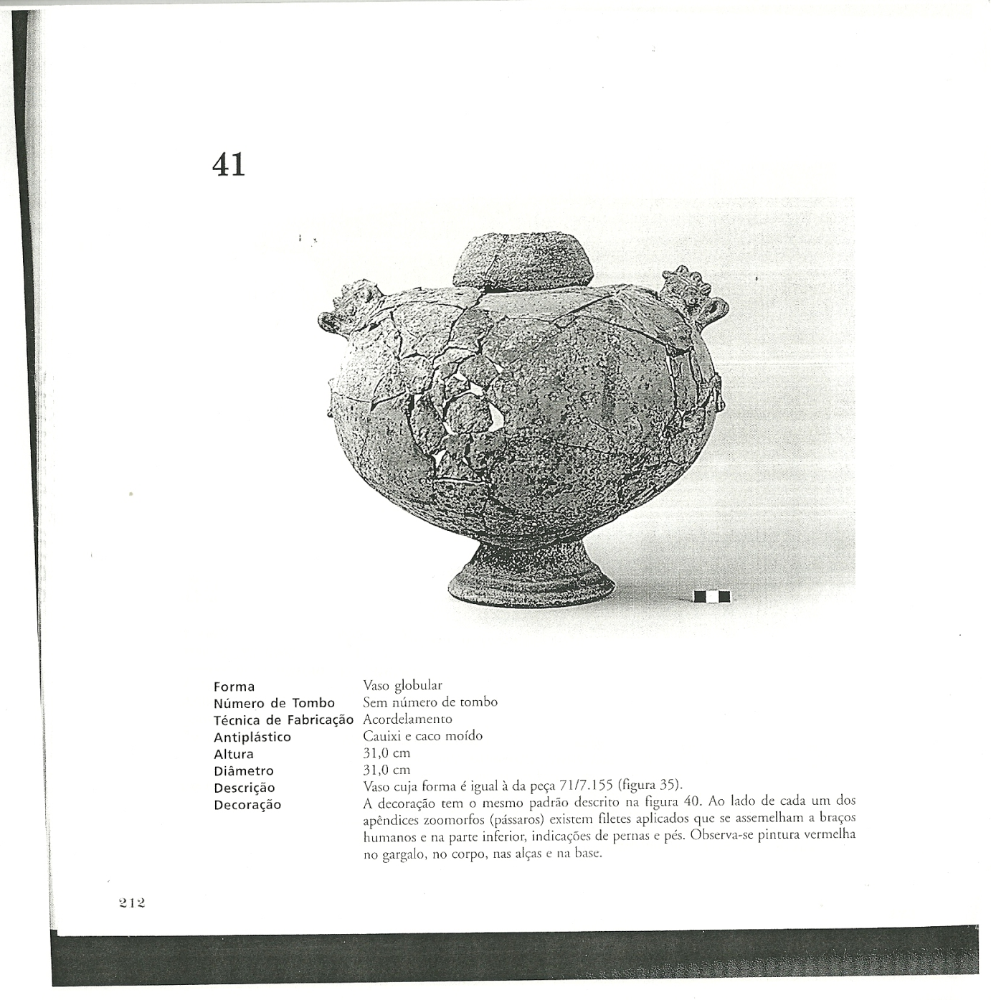 41
Forma Vaso globular
Número de Tombo Sem número de tombo
Técnica de Fabricação Acordelamento
Antiplástico Cauixi e caco moído
Altura 31,0 cm
Diâmetro 31,0 cm
Descrição Vaso cuja forma é igual à da peça 71/7.155 (figura 35).
Decoração A decoração tem o mesmo padrão descrito na figura 40. Ao lado de cada um dos
apêndices zoomorfos (pássaros) existem filetes aplicados que se assemelham a braços
humanos e na parte inferior, indicações de pernas e pés. Observa-se pintura vermelha
no gargalo, no corpo, nas alças e na base.
212